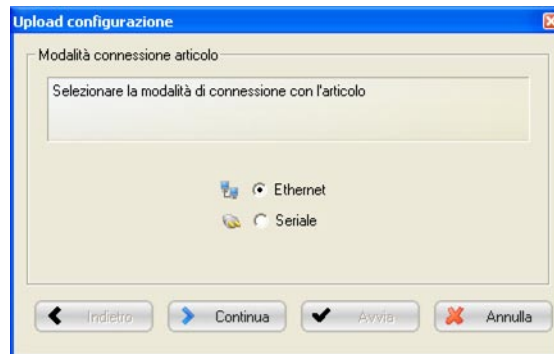 Upload configurazione
Modalità connessione articolo
Selezionare la modalità di connessione con l'articolo
Ethernet
Seriale
Indietro
Continua
Avvia
Annulla